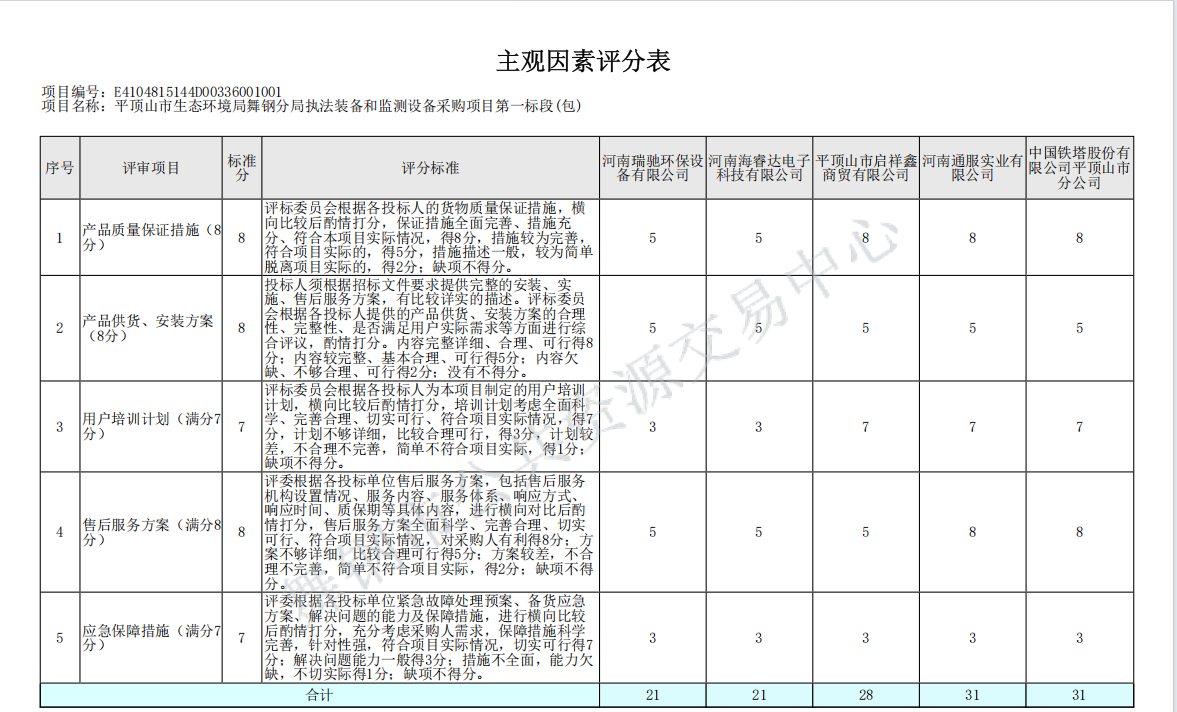 主观因素评分表
项目编号：E4104815144D00336001001
项目名称：平顶山市生态环境局舞钢分局执法装备和监测设备采购项目第一标段(包)
序号 评审项目 标准分 评分标准 河南瑞驰环保设备有限公司 河南海睿达电子科技有限公司 平顶山市启祥鑫商贸有限公司 河南通服实业有限公司 中国铁塔股份有限公司平顶山市分公司
1
产品质量保证措施（8
分）
8
评标委员会根据各投标人的货物质量保证措施，横
向比较后酌情打分，保证措施全面完善、措施充
分、符合本项目实际情况，得8分，措施较为完善，
符合项目实际的，得5分，措施描述一般，较为简单
脱离项目实际的，得2分；缺项不得分。
5 5 8 8 8
2
产品供货、安装方案
（8分）
8
投标人须根据招标文件要求提供完整的安装、实
施、售后服务方案，有比较详实的描述。评标委员
会根据各投标人提供的产品供货、安装方案的合理
性、完整性、是否满足用户实际需求等方面进行综
合评议，酌情打分。内容完整详细、合理、可行得8
分；内容较完整、基本合理、可行得5分；内容欠
缺、不够合理、可行得2分；没有不得分。
5 5 5 5 5
3
用户培训计划（满分7
分）
7
评标委员会根据各投标人为本项目制定的用户培训
计划，横向比较后酌情打分，培训计划考虑全面科
学、完善合理、切实可行、符合项目实际情况，得7
分，计划不够详细，比较合理可行，得3分，计划较
差，不合理不完善，简单不符合项目实际，得1分；
缺项不得分。
3 3 7 7 7
4
售后服务方案（满分8
分）
8
评委根据各投标单位售后服务方案，包括售后服务
机构设置情况、服务内容、服务体系、响应方式、
响应时间、质保期等具体内容，进行横向对比后酌
情打分，售后服务方案全面科学、完善合理、切实
可行、符合项目实际情况，对采购人有利得8分；方
案不够详细，比较合理可行得5分；方案较差，不合
理不完善，简单不符合项目实际，得2分；缺项不得
分。
5 5 5 8 8
5
应急保障措施（满分7
分）
7
评委根据各投标单位紧急故障处理预案、备货应急
方案、解决问题的能力及保障措施，进行横向比较
后酌情打分，充分考虑采购人需求，保障措施科学
完善，针对性强，符合项目实际情况，切实可行得7
分；解决问题能力一般得3分；措施不全面，能力欠
缺，不切实际得1分；缺项不得分。
3 3 3 3 3
合计 21 21 28 31 31
舞钢市公共资源交易中心